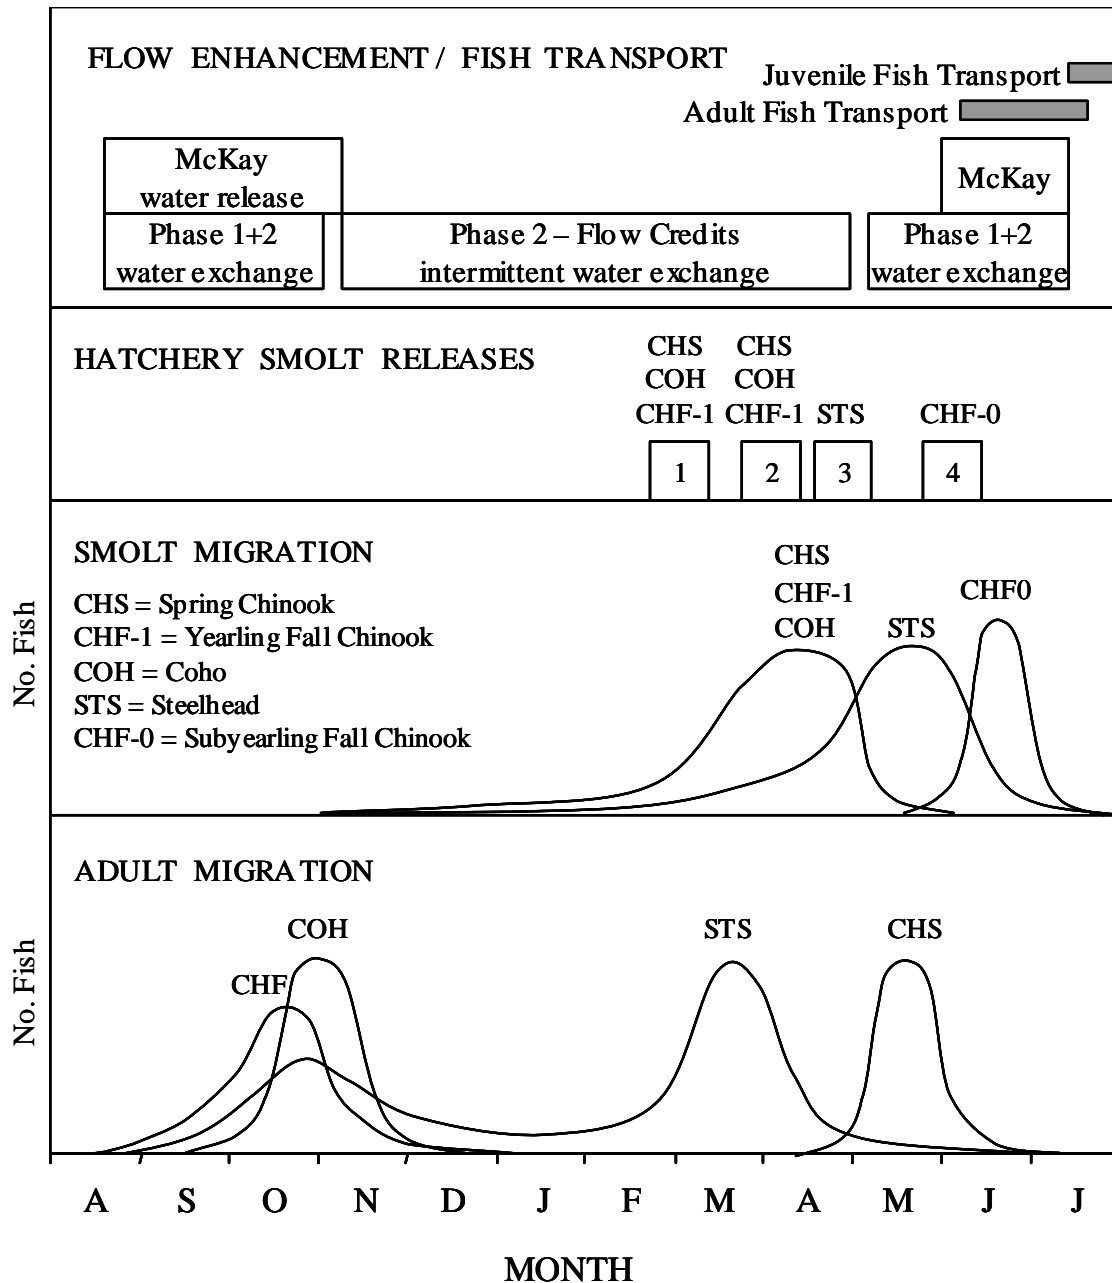 FLOW ENHANCEMENT / FISH TRANSPORT
Juvenile Fish Transport
Adult Fish Transport
McKay
water release
McKay
Phase 1+2
water exchange
Phase 2 – Flow Credits
intermittent water exchange
Phase 1+2
water exchange
HATCHERY SMOLT RELEASES
CHS
COH
CHF-1
CHS
COH
CHF-1
STS
CHF-0
1
2
3
4
SMOLT MIGRATION
CHS = Spring Chinook
CHF-1 = Yearling Fall Chinook
COH = Coho
STS = Steelhead
CHF-0 = Subyearling Fall Chinook
CHS
CHF-1
COH
STS
CHF0
No. Fish
ADULT MIGRATION
COH
CHF
STS
CHS
No. Fish
A S O N D J F M A M J J
MONTH